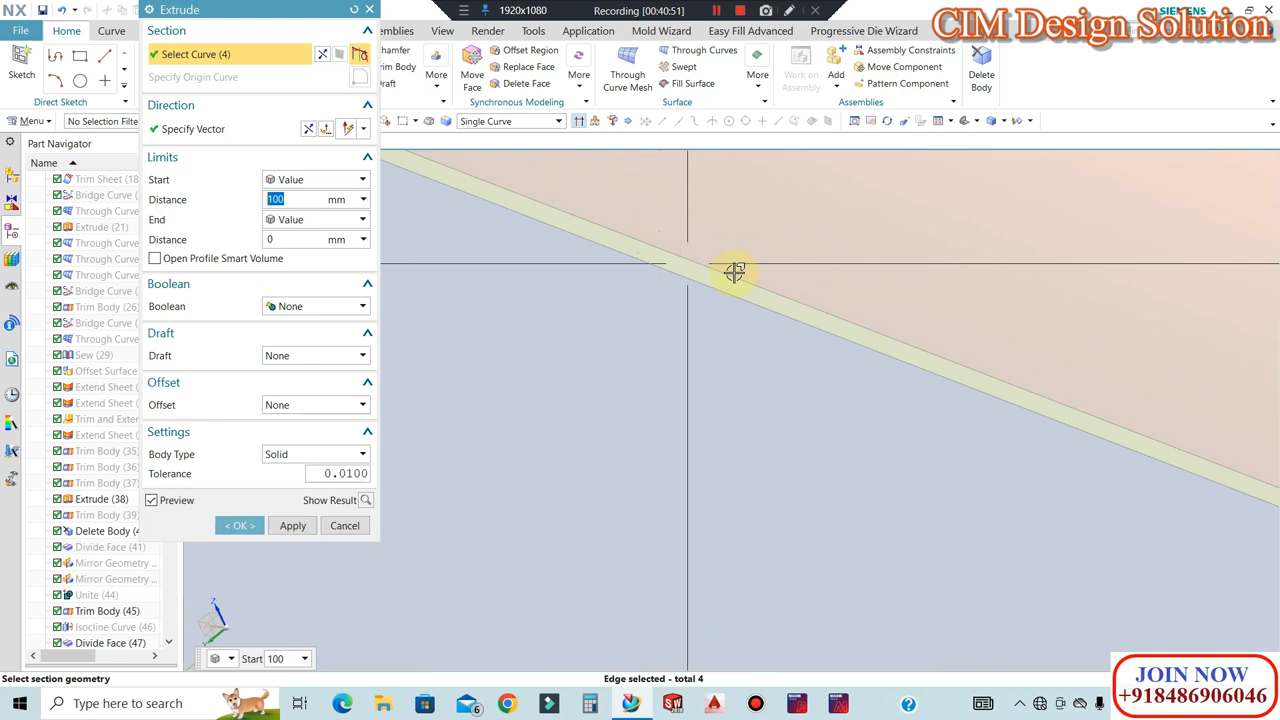 NX
1920x1080
Recording [00:40:51]
SIEMENS
CIM Design Solution
File
Home
Curve
View
Render
Tools
Application
Mold Wizard
Easy Fill Advanced
Progressive Die Wizard
Sketch
Direct Sketch
More
Move Face
Offset Region
Replace Face
Delete Face
More
Synchronous Modeling
Through Curve Mesh
Through Curves
Swept
Fill Surface
More
Surface
Work on Assembly
Add
Assembly Constraints
Move Component
Pattern Component
Assemblies
Delete Body
Menu
No Selection Filter
Single Curve
Part Navigator
Name
Trim Sheet (18
Bridge Curve (
Through Curve
Extrude (21)
Through Curve
Through Curve
Through Curve
Bridge Curve (
Trim Body (26)
Bridge Curve (
Sew (29)
Offset Surface
Extend Sheet (
Extend Sheet (
Trim and Exten
Extend Sheet (
Trim Body (35)
Trim Body (36)
Trim Body (37)
Extrude (38)
Trim Body (39)
Delete Body (4
Divide Face (41)
Mirror Geometry ...
Mirror Geometry ...
Unite (44)
Trim Body (45)
Isocline Curve (46)
Divide Face (47)
Extrude
Section
Select Curve (4)
Specify Origin Curve
Direction
Specify Vector
Limits
Start
Value
Distance
100
mm
End
Value
Distance
0
mm
Open Profile Smart Volume
Boolean
Boolean
None
Draft
Draft
None
Offset
Offset
None
Settings
Body Type
Solid
Tolerance
0.0100
Preview
Show Result
< OK >
Apply
Cancel
Z
Start 100
Select section geometry
Edge selected - total 4
JOIN NOW
+918486906046
Type here to search